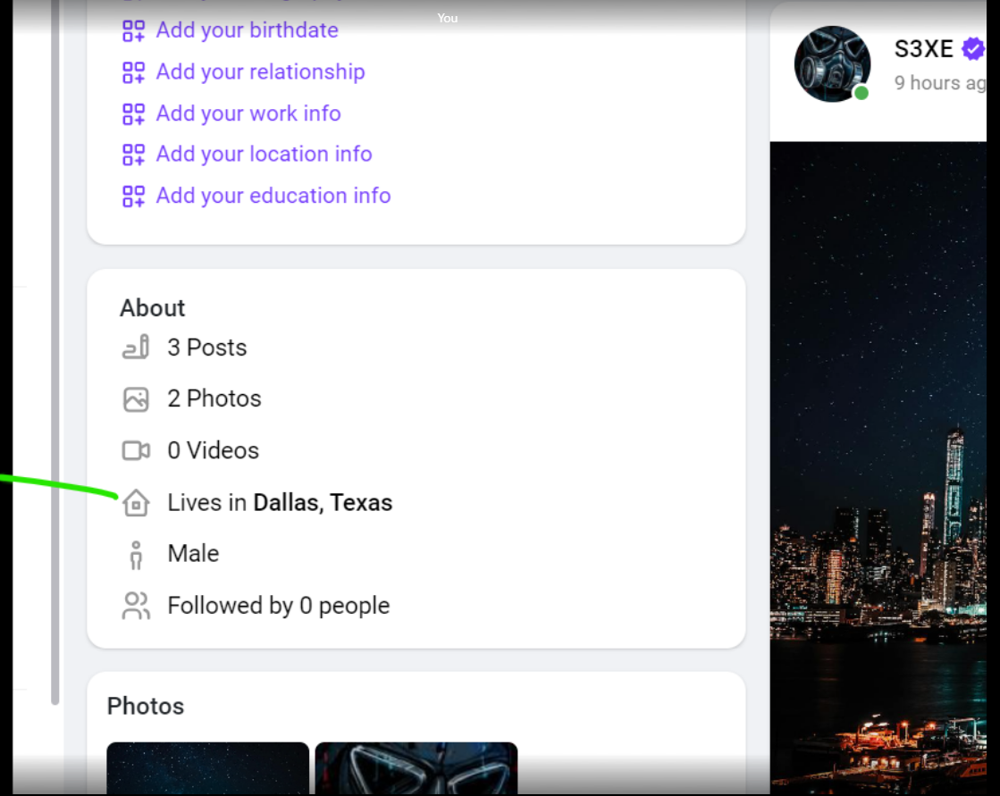 You
Add your birthdate
Add your relationship
Add your work info
Add your location info
Add your education info
About
3 Posts
2 Photos
0 Videos
Lives in Dallas, Texas
Male
Followed by 0 people
Photos
S3XE
9 hours ag